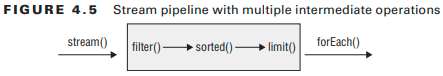 FIGURE 4.5 Stream pipeline with multiple intermediate operations
stream() filter() sorted() limit() forEach()